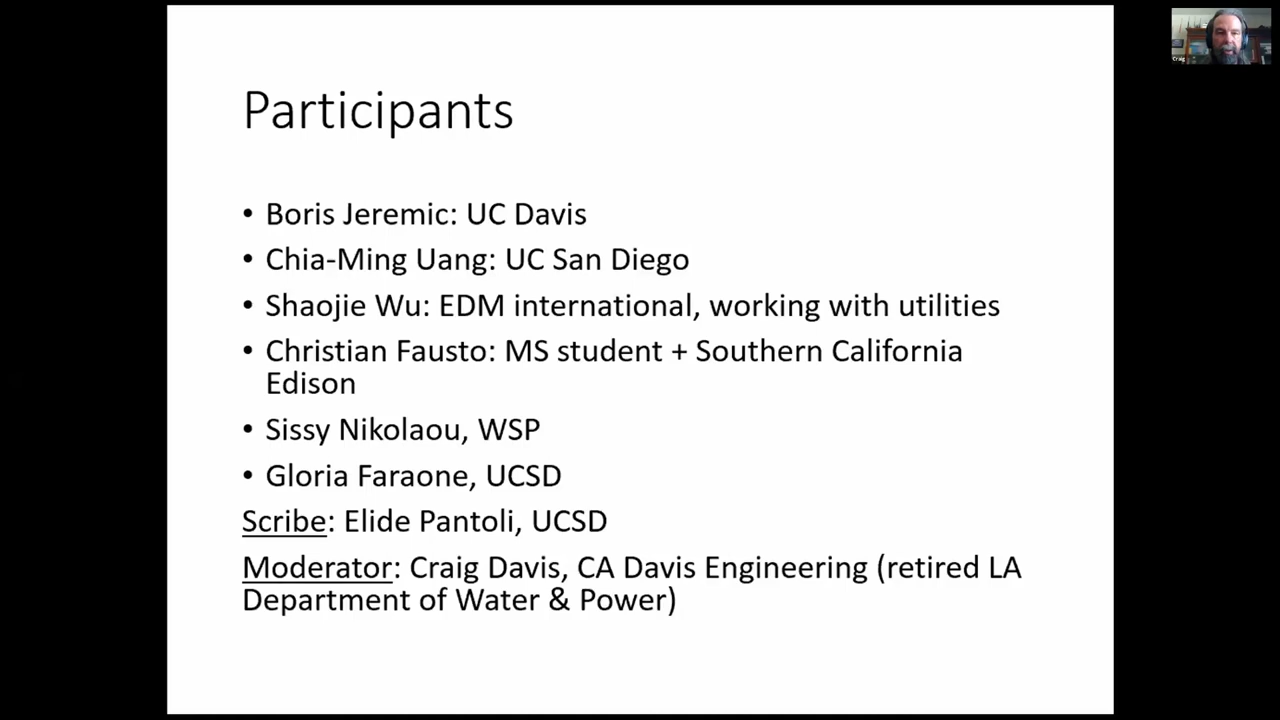 Participants
• Boris Jeremic: UC Davis
• Chia-Ming Uang: UC San Diego
• Shaojie Wu: EDM international, working with utilities
• Christian Fausto: MS student + Southern California
Edison
• Sissy Nikolaou, WSP
• Gloria Faraone, UCSD
Scribe: Elide Pantoli, UCSD
Moderator: Craig Davis, CA Davis Engineering (retired LA
Department of Water & Power)
Craig